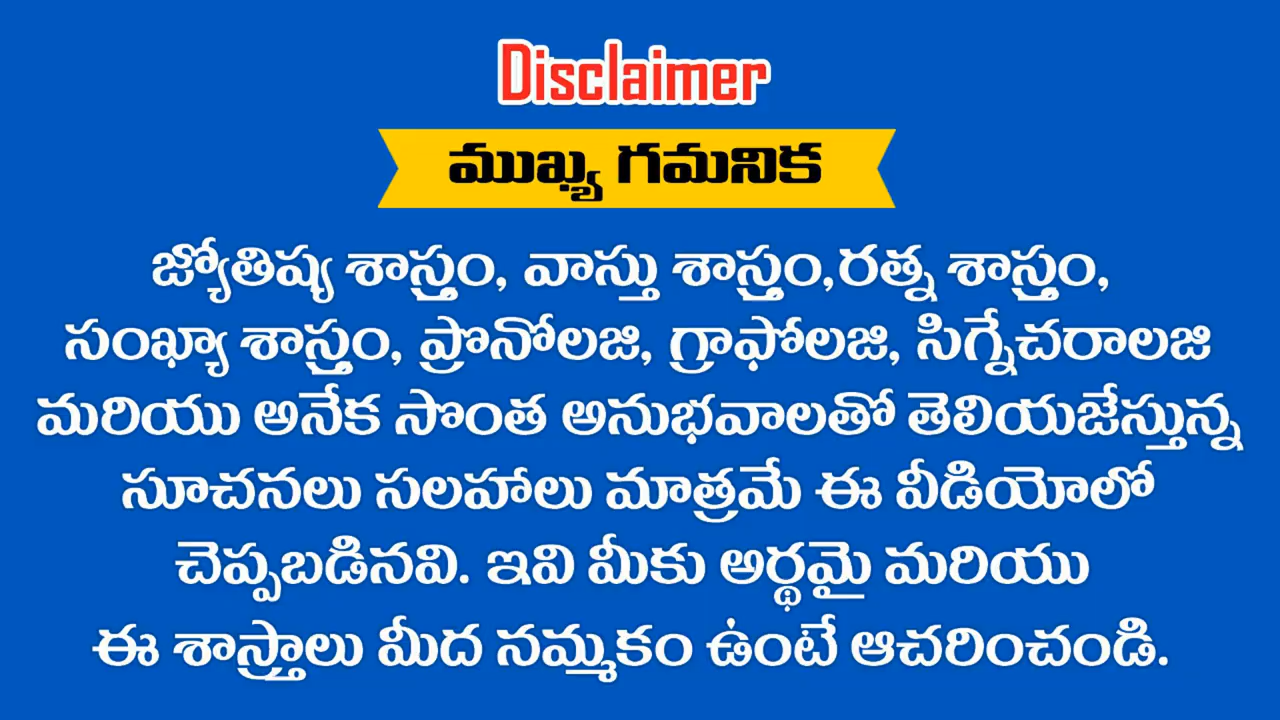 Disclaimer
ముఖ్య గమనిక
జ్యోతిష్య శాస్త్రం, వాస్తు శాస్త్రం,రత్న శాస్త్రం,
సంఖ్యా శాస్త్రం, ప్రొనోలజి, గ్రాఫోలజి, సిగ్నేచరాలజి
మరియు అనేక సొంత అనుభవాలతో తెలియజేస్తున్న
సూచనలు సలహాలు మాత్రమే ఈ వీడియోలో
చెప్పబడినవి. ఇవి మీకు అర్థమై మరియు
ఈ శాస్త్రాలు మీద నమ్మకం ఉంటే ఆచరించండి.